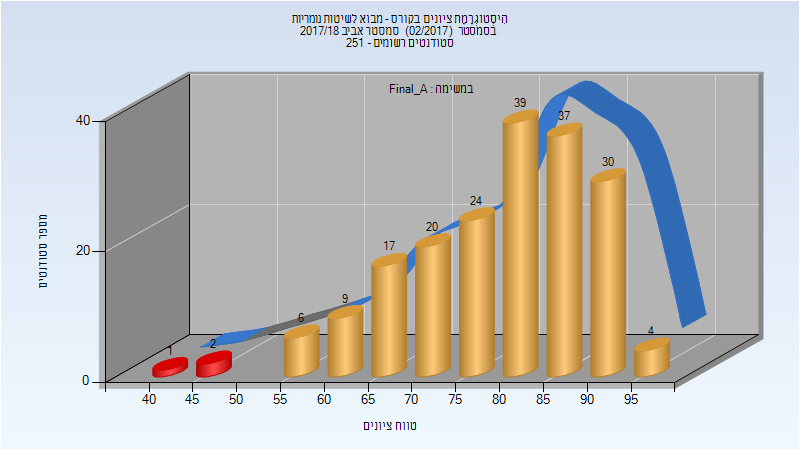 היסטוגרמת ציונים בקורס - מבוא לשיטות נומריות
בסמסטר (02/2017) סמסטר אביב 2017/18
סטודנטים רשומים - 251
במשימה : Final_A
מספר סטודנטים
40
20
0
1
2
6
9
17
20
24
39
37
30
4
40 45 50 55 60 65 70 75 80 85 90 95
טווח ציונים